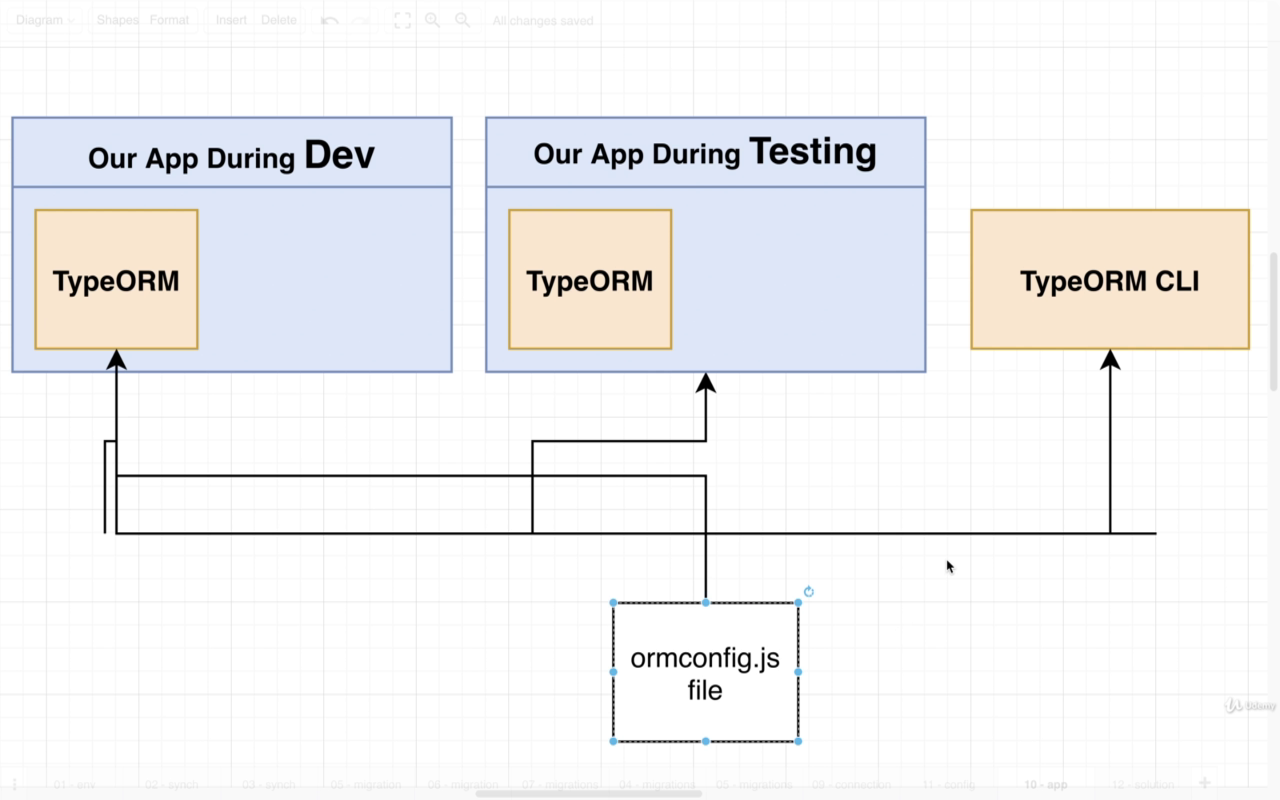 Diagram Shapes Format Insert Delete All changes saved
Our App During Dev
Our App During Testing
TypeORM
TypeORM
TypeORM CLI
ormconfig.js
file
Udemy
01 - env 02 - synch 03 - synch 05 - migration 06 - migration 07 - migrations 04 - migrations 05 - migrations 09 - connection 11 - config 10 - app 12 - solution